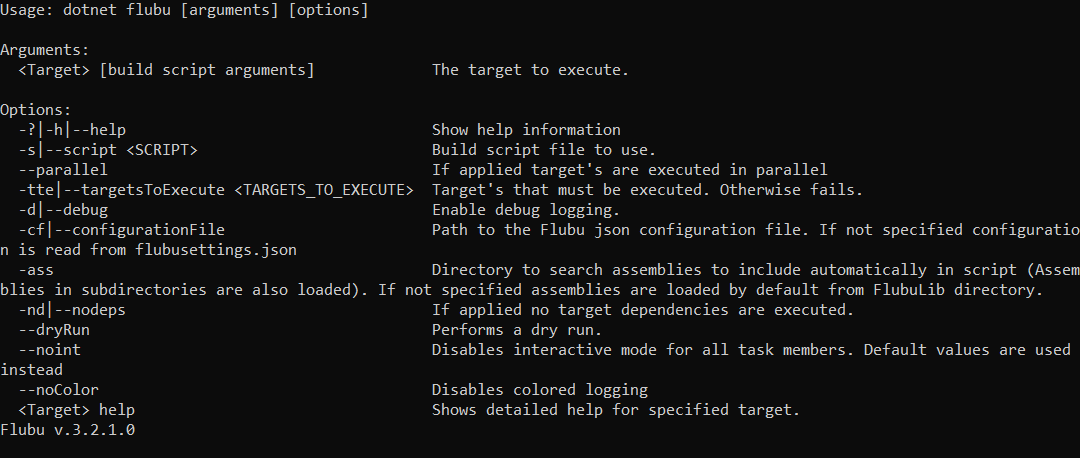 Usage: dotnet flubu [arguments] [options]
Arguments:
<Target> [build script arguments] The target to execute.
Options:
-?|-h|--help Show help information
-s|--script <SCRIPT> Build script file to use.
--parallel If applied target's are executed in parallel
-tte|--targetsToExecute <TARGETS_TO_EXECUTE> Target's that must be executed. Otherwise fails.
-d|--debug Enable debug logging.
-cf|--configurationFile Path to the Flubu json configuration file. If not specified configuratio
n is read from flubusettings.json
-ass Directory to search assemblies to include automatically in script (Assem
blies in subdirectories are also loaded). If not specified assemblies are loaded by default from FlubuLib directory.
-nd|--nodeps If applied no target dependencies are executed.
--dryRun Performs a dry run.
--noint Disables interactive mode for all task members. Default values are used
instead
--noColor Disables colored logging
<Target> help Shows detailed help for specified target.
Flubu v.3.2.1.0